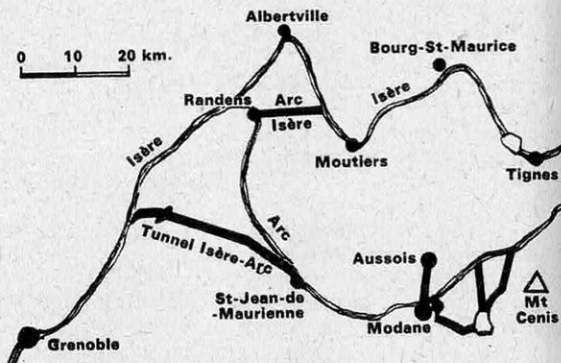 Albertville
0 10 20 km.
Bourg-St-Maurice
Randens
Arc
Isère
Isère
Isère
Moutiers
Tignes
Arc
Tunnel Isère-Arc
Aussois
St-Jean-de
-Maurienne
Modane
Mt
Cenis
Grenoble